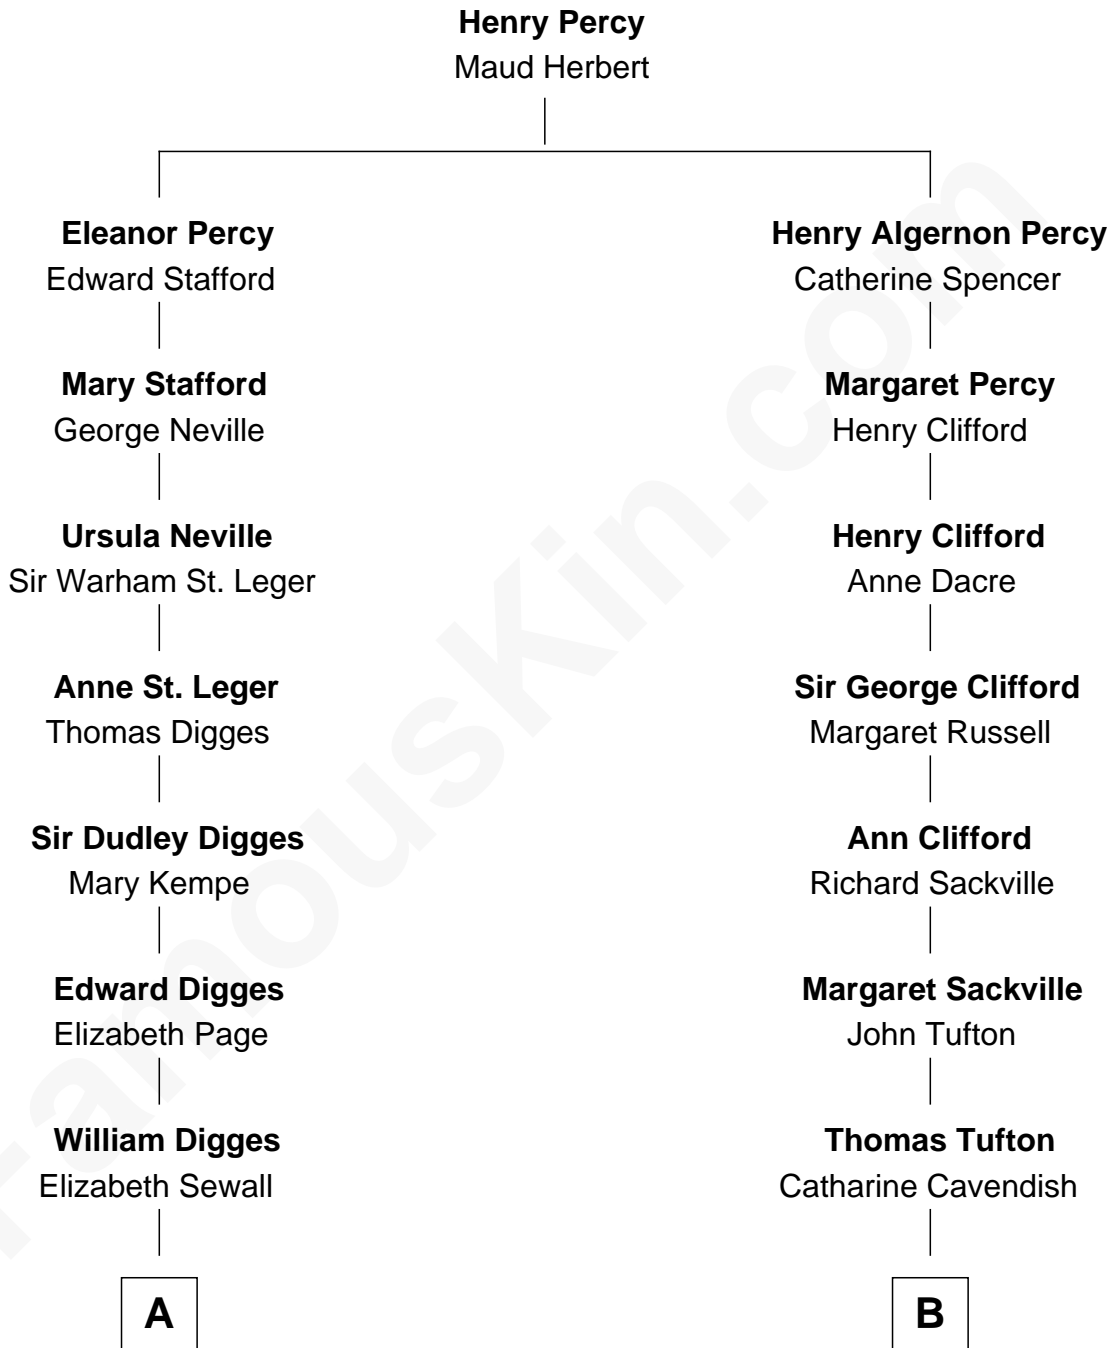 Henry Percy
Maud Herbert
Eleanor Percy
Edward Stafford
Henry Algernon Percy
Catherine Spencer
Mary Stafford
George Neville
Margaret Percy
Henry Clifford
Ursula Neville
Sir Warham St. Leger
Henry Clifford
Anne Dacre
Anne St. Leger
Thomas Digges
Sir George Clifford
Margaret Russell
Sir Dudley Digges
Mary Kempe
Ann Clifford
Richard Sackville
Edward Digges
Elizabeth Page
Margaret Sackville
John Tufton
William Digges
Elizabeth Sewall
Thomas Tufton
Catharine Cavendish
A
B
FamousKin.com